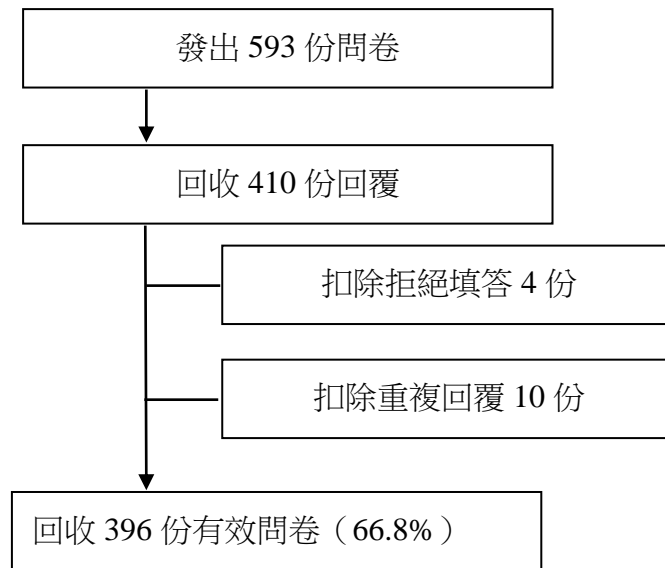 發出 593 份問卷
回收 410 份回覆
扣除拒絕填答 4 份
扣除重複回覆 10 份
回收 396 份有效問卷（66.8%）